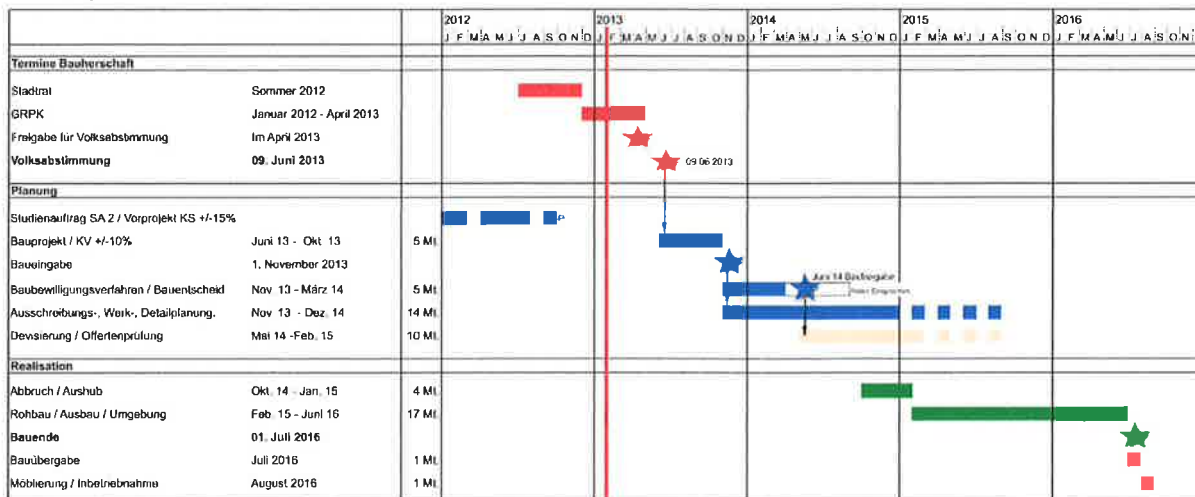 2012 2013 2014 2015 2016
J F M A M J J A S O N D J F M A M J J A S O N D J F M A M J J A S O N D J F M A M J J A S O N D J F M A M J J A S O N
Termine Bauherschaft
Stadtrat Sommer 2012
GRPK Januar 2012 - April 2013
Freigabe für Volksabstimmung Im April 2013
Volksabstimmung 09. Juni 2013 09 06 2013
Planung
Studienauftrag SA 2 / Vorprojekt KS +/-15%
Bauprojekt / KV +/-10% Juni 13 - Okt. 13 5 Mt.
Baueingabe 1. November 2013
Juni 14 Baufreigabe
Baubewilligungsverfahren / Bauentscheid Nov. 13 - März 14 5 Mt.
Ausschreibungs-, Werk-, Detailplanung. Nov. 13 - Dez. 14 14 Mt.
Devisierung / Offertenprüfung Mai 14 -Feb. 15 10 Mt.
Realisation
Abbruch / Aushub Okt. 14 - Jan. 15 4 Mt.
Rohbau / Ausbau / Umgebung Feb. 15 - Juni 16 17 Mt.
Bauende 01. Juli 2016
Bauübergabe Juli 2016 1 Mt.
Möblierung / Inbetriebnahme August 2016 1 Mt.